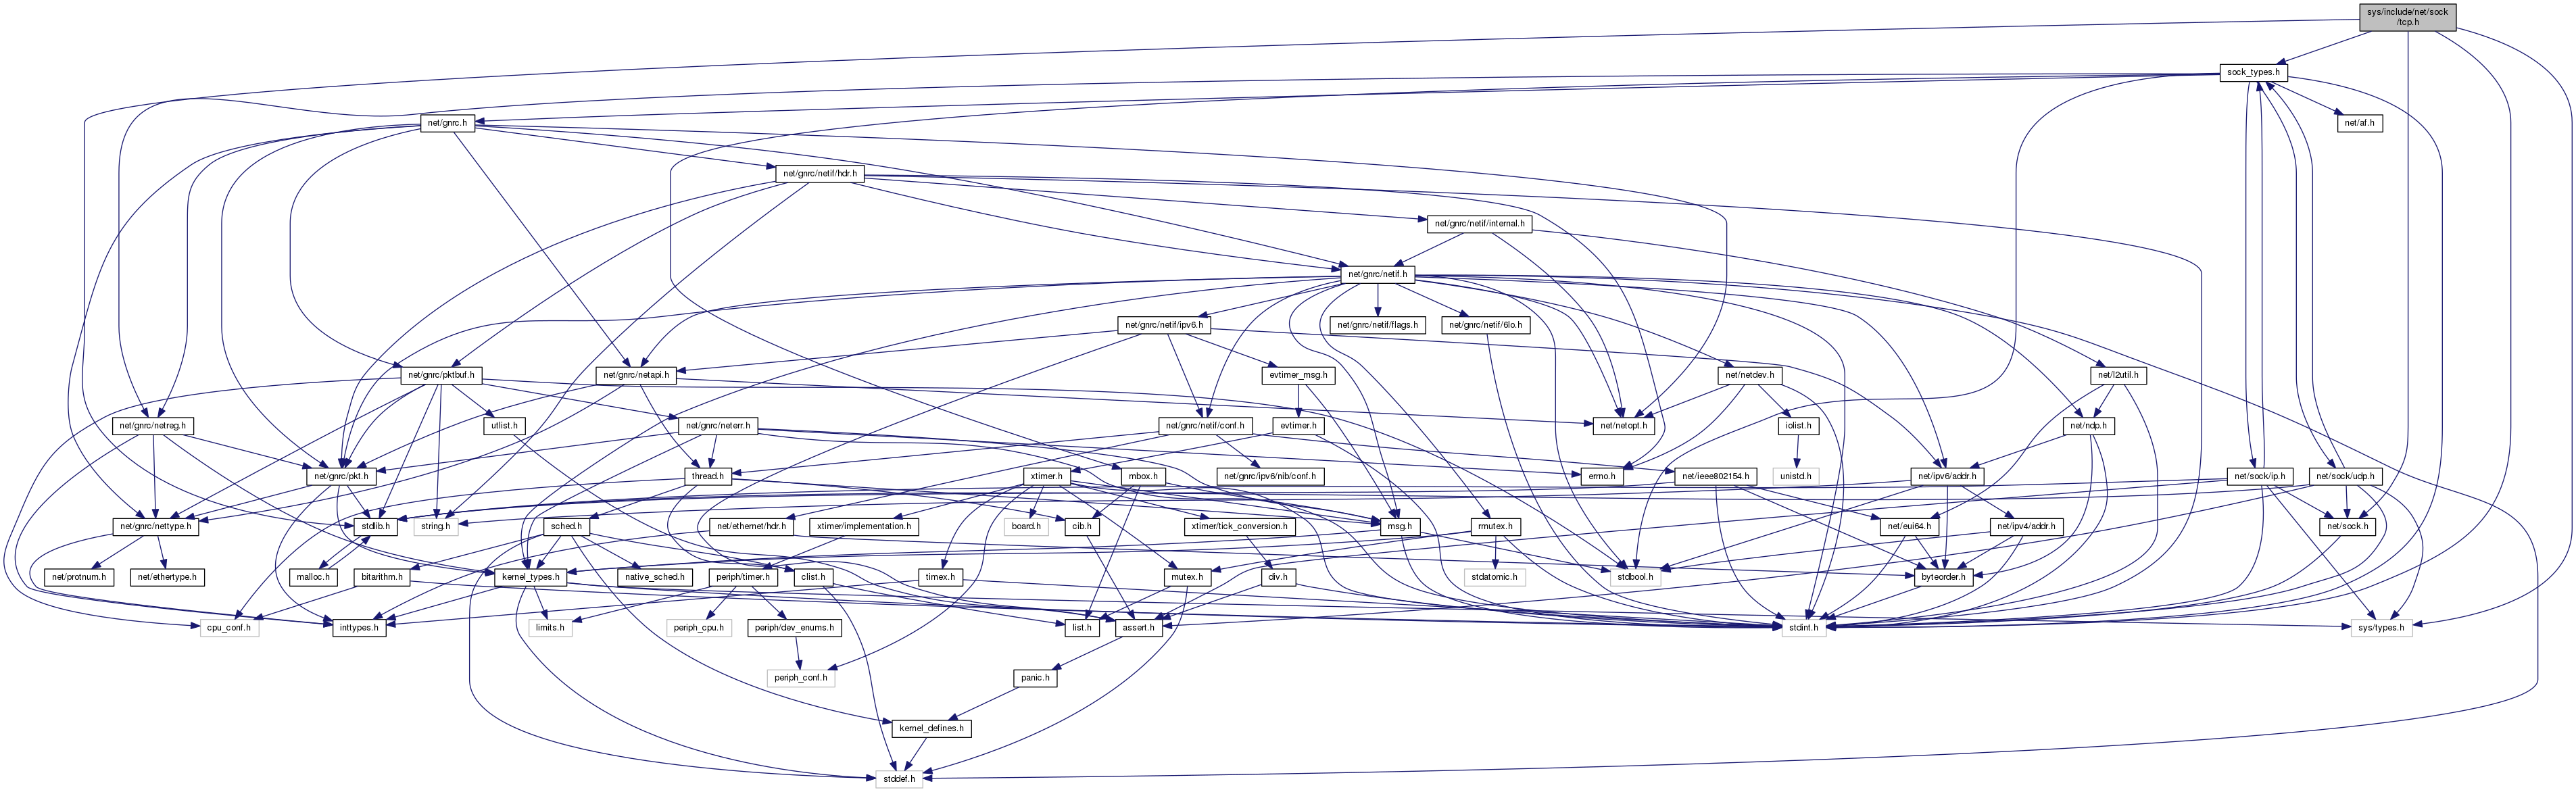 sys/include/net/sock
/tcp.h
sock_types.h
net/gnrc.h
net/af.h
net/gnrc/netif/hdr.h
net/gnrc/netif/internal.h
net/gnrc/netif.h
net/gnrc/netif/ipv6.h
net/gnrc/netif/flags.h
net/gnrc/netif/6lo.h
net/gnrc/pktbuf.h
net/gnrc/netapi.h
evtimer_msg.h
net/netdev.h
net/l2util.h
net/gnrc/netreg.h
utlist.h
net/gnrc/neterr.h
net/gnrc/netif/conf.h
evtimer.h
net/netopt.h
iolist.h
net/ndp.h
net/gnrc/pkt.h
thread.h
xtimer.h
mbox.h
net/gnrc/ipv6/nib/conf.h
errno.h
net/ieee802154.h
unistd.h
net/ipv6/addr.h
net/sock/ip.h
net/sock/udp.h
net/gnrc/nettype.h
stdlib.h
string.h
sched.h
net/ethernet/hdr.h
xtimer/implementation.h
board.h
cib.h
xtimer/tick_conversion.h
msg.h
rmutex.h
net/eui64.h
net/ipv4/addr.h
net/sock.h
net/protnum.h
net/ethertype.h
malloc.h
bitarithm.h
kernel_types.h
native_sched.h
periph/timer.h
clist.h
timex.h
mutex.h
div.h
stdatomic.h
stdbool.h
byteorder.h
cpu_conf.h
inttypes.h
limits.h
periph_cpu.h
periph/dev_enums.h
list.h
assert.h
stdint.h
sys/types.h
periph_conf.h
panic.h
kernel_defines.h
stddef.h